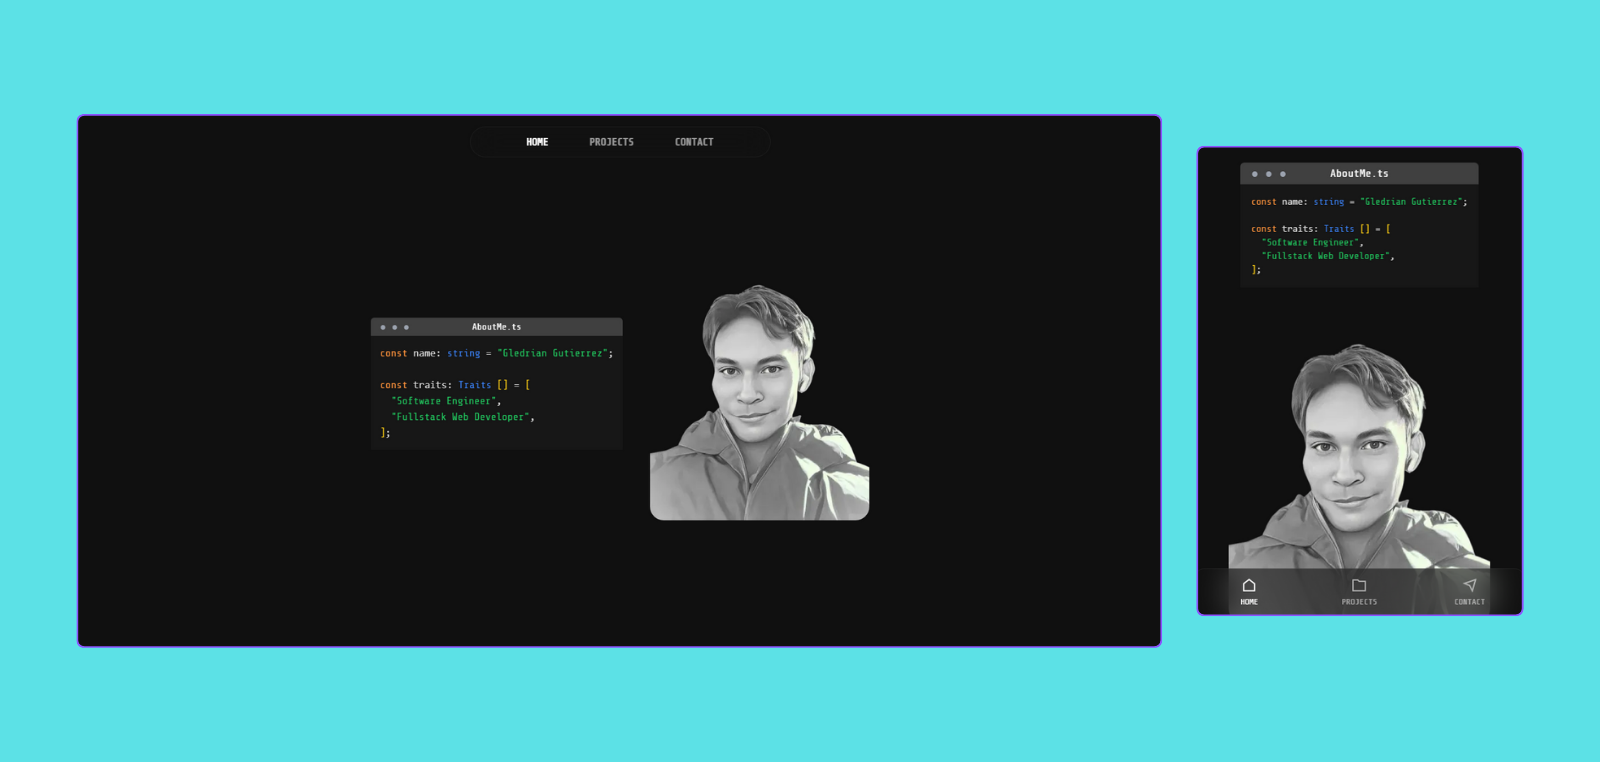 HOME PROJECTS CONTACT
AboutMe.ts
const name: string = "Gledrian Gutierrez";
const traits: Traits [] = [
"Software Engineer",
"Fullstack Web Developer",
];
AboutMe.ts
const name: string = "Gledrian Gutierrez";
const traits: Traits [] = [
"Software Engineer",
"Fullstack Web Developer",
];
HOME PROJECTS CONTACT